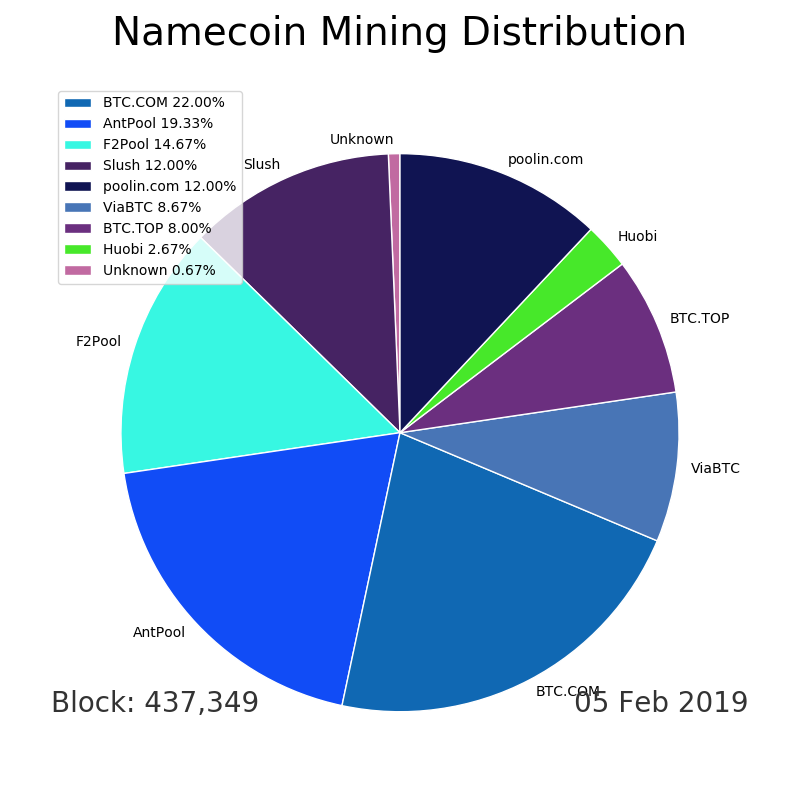 Namecoin Mining Distribution
BTC.COM 22.00%
AntPool 19.33%
F2Pool 14.67%
Slush 12.00%
poolin.com 12.00%
ViaBTC 8.67%
BTC.TOP 8.00%
Huobi 2.67%
Unknown 0.67%
Unknown
poolin.com
Slush
Huobi
BTC.TOP
F2Pool
ViaBTC
AntPool
BTC.COM
Block: 437,349
05 Feb 2019